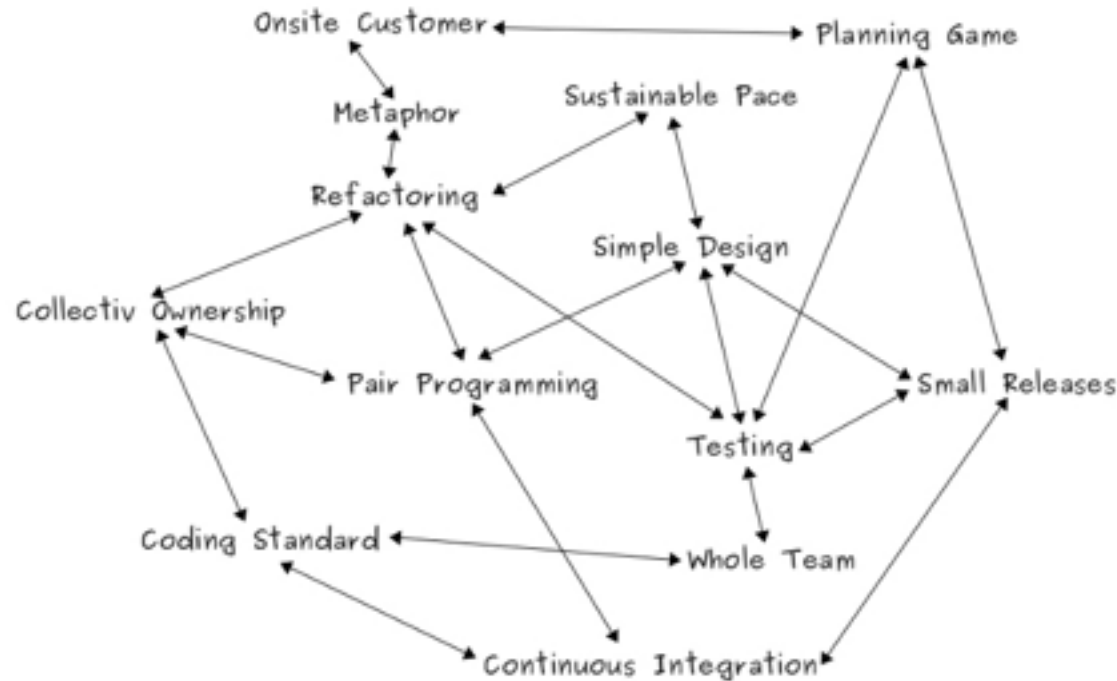 Onsite Customer
Planning Game
Sustainable Pace
Metaphor
Refactoring
Simple Design
Collectiv Ownership
Pair Programming
Small Releases
Testing
Coding Standard
Whole Team
Continuous Integration